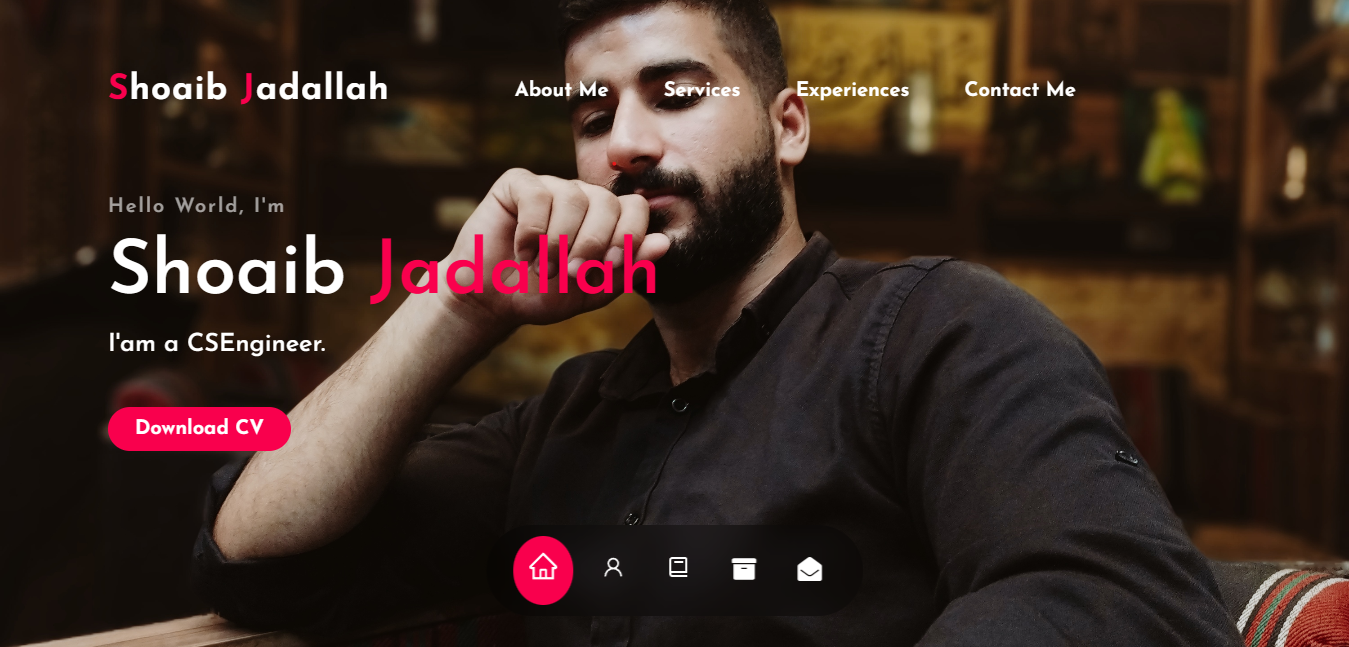 Shoaib Jadallah
About Me Services Experiences Contact Me
Hello World, I'm
Shoaib Jadallah
I'am a CSEngineer.
Download CV